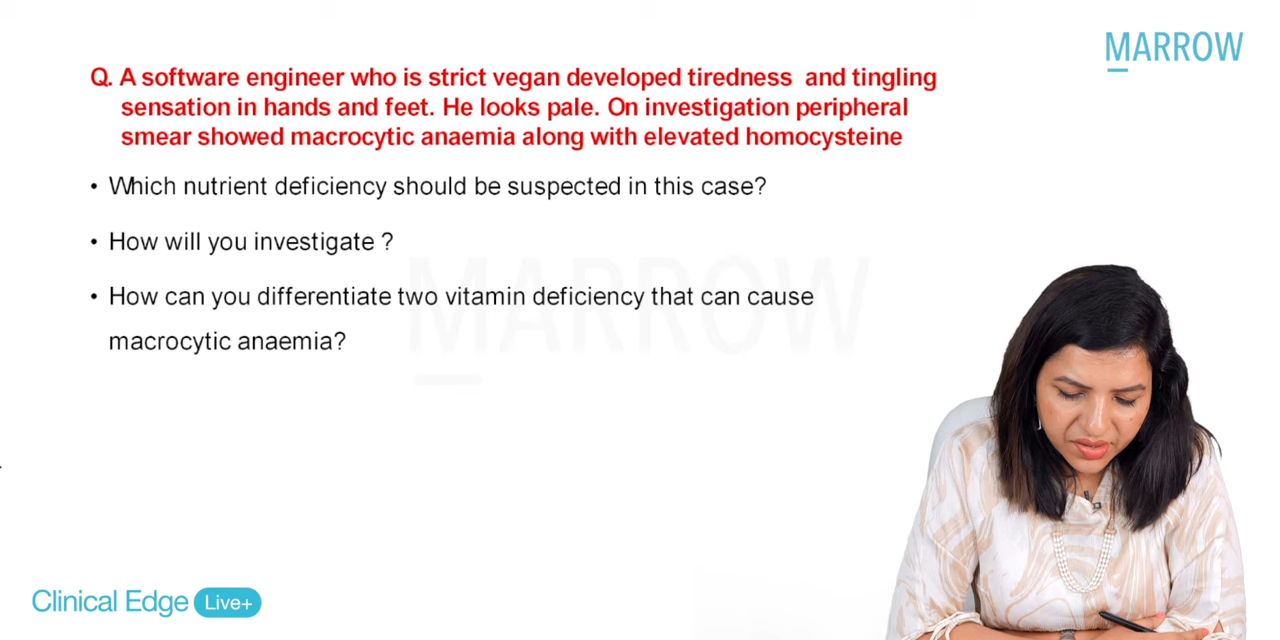 MARROW
Q. A software engineer who is strict vegan developed tiredness and tingling
sensation in hands and feet. He looks pale. On investigation peripheral
smear showed macrocytic anaemia along with elevated homocysteine
• Which nutrient deficiency should be suspected in this case?
• How will you investigate ?
• How can you differentiate two vitamin deficiency that can cause
macrocytic anaemia?
MARROW
Clinical Edge Live+